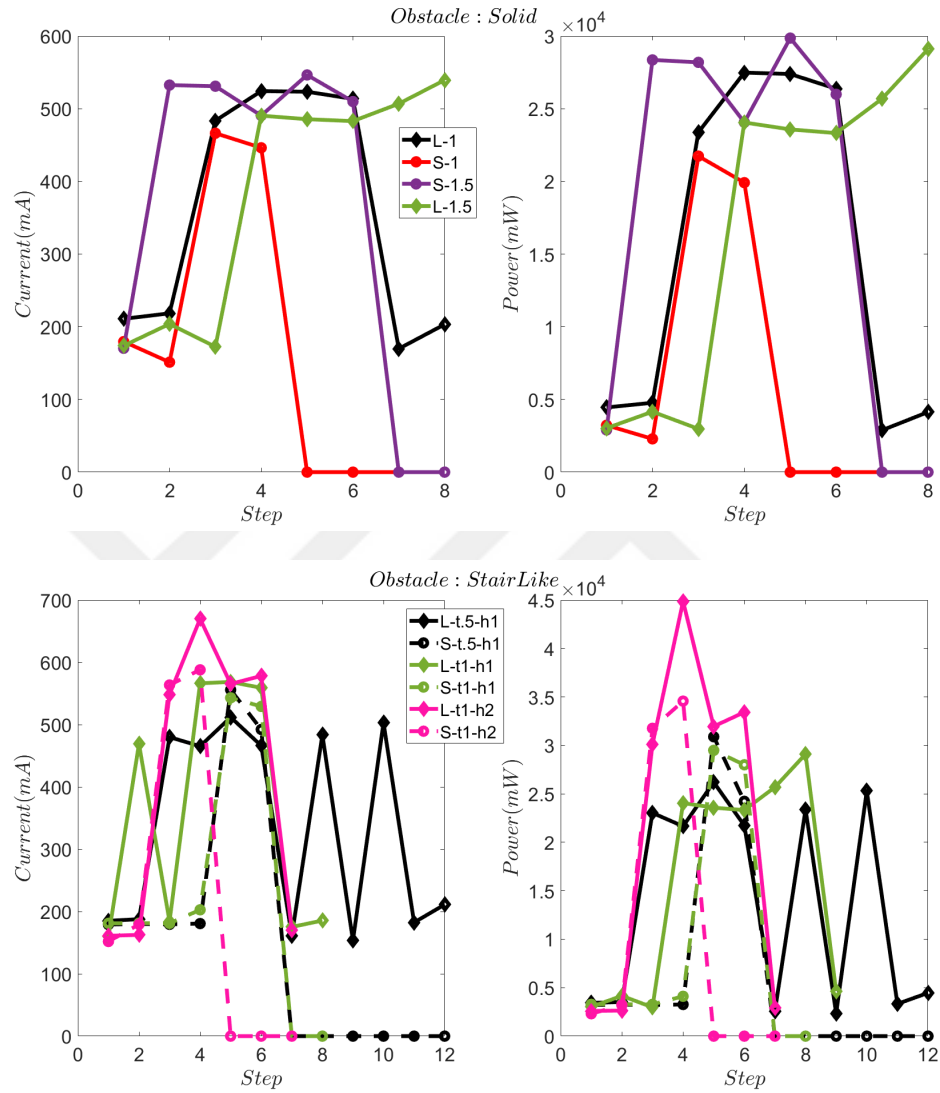 Obstacle : Solid
600
500
400
300
200
100
0
0
2
4
6
8
Current(mA)
Step
L-1
S-1
S-1.5
L-1.5
×10⁴
3
2.5
2
1.5
1
0.5
0
0
2
4
6
8
Power(mW)
Step
Obstacle : StairLike
700
600
500
400
300
200
100
0
0
2
4
6
8
10
12
Current(mA)
Step
L-t.5-h1
S-t.5-h1
L-t1-h1
S-t1-h1
L-t1-h2
S-t1-h2
×10⁴
4.5
4
3.5
3
2.5
2
1.5
1
0.5
0
0
2
4
6
8
10
12
Power(mW)
Step